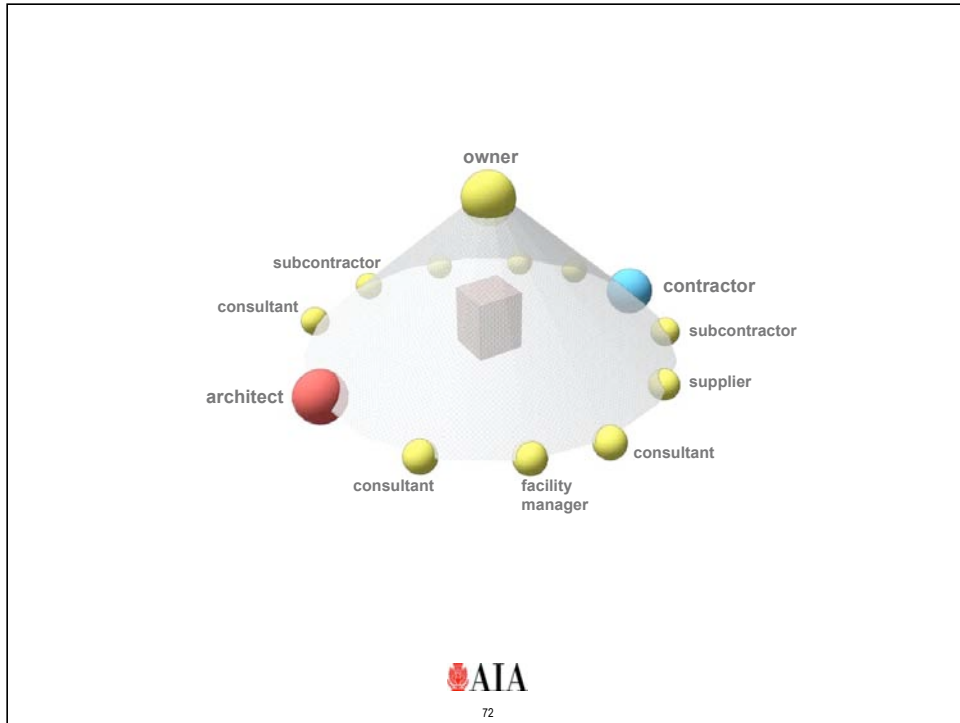 owner
subcontractor
contractor
consultant
subcontractor
supplier
architect
consultant
consultant
facility
manager
AIA
72